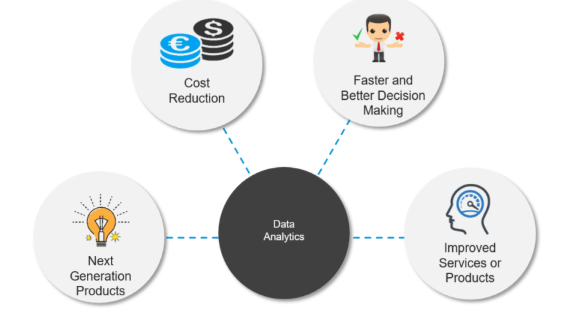 Cost
Reduction
Faster and
Better Decision
Making
Data
Analytics
Next
Generation
Products
Improved
Services or
Products